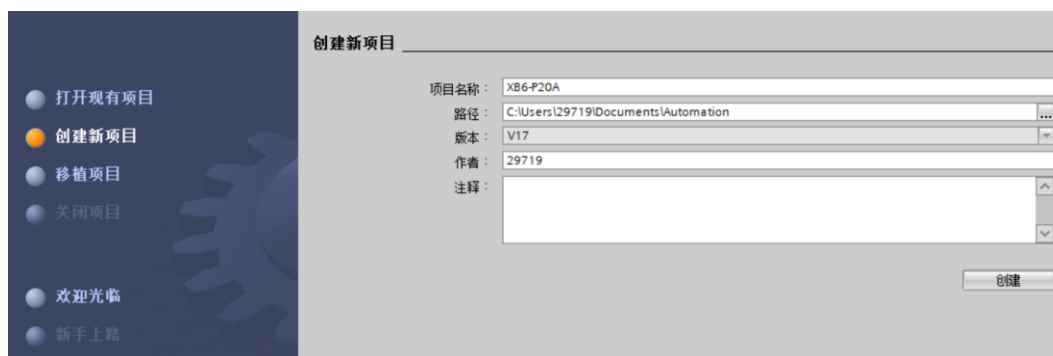 打开现有项目
创建新项目
移植项目
关闭项目
欢迎光临
新手上路
创建新项目
项目名称： XB6-P20A
路径： C:\Users\29719\Documents\Automation
...
版本： V17
作者： 29719
注释：
创建